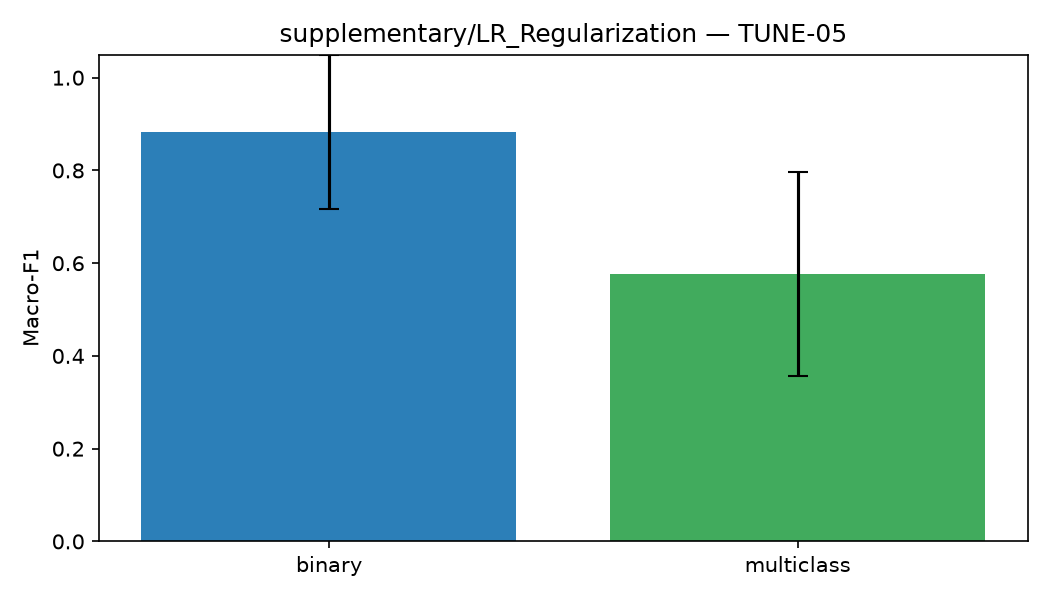 supplementary/LR_Regularization — TUNE-05
Macro-F1
1.0
0.8
0.6
0.4
0.2
0.0
binary
multiclass